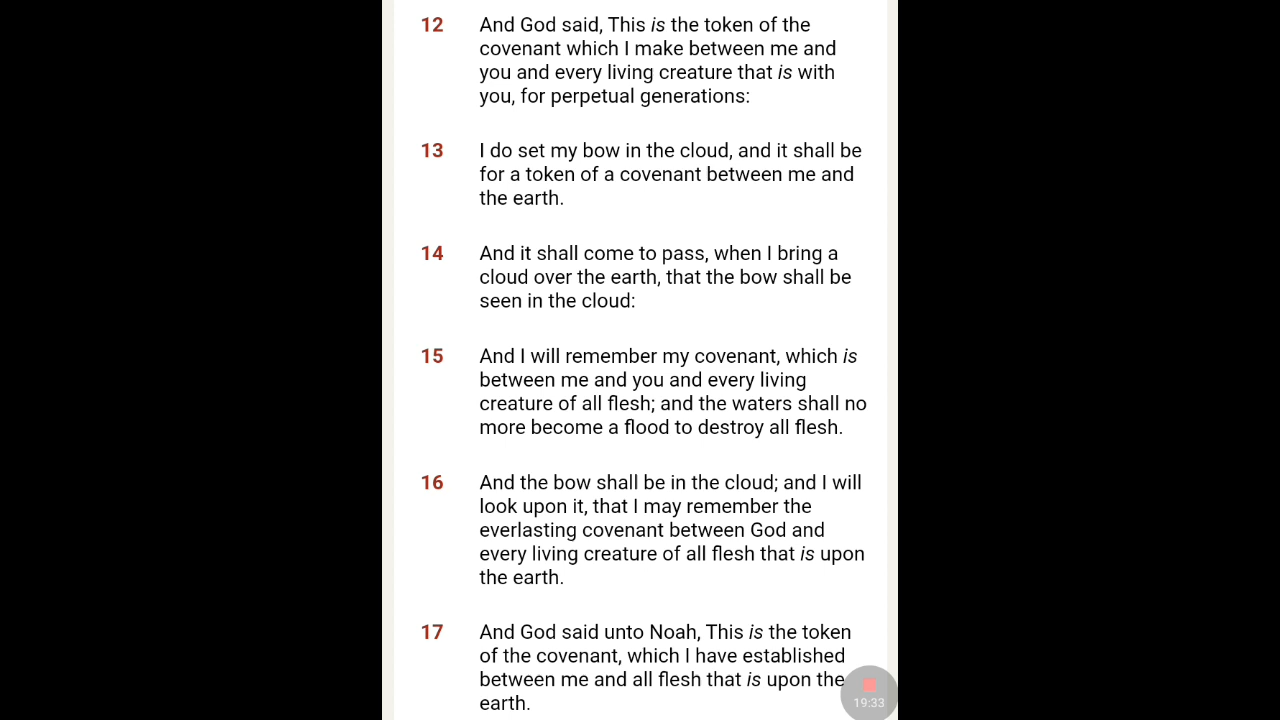 12 And God said, This is the token of the
covenant which I make between me and
you and every living creature that is with
you, for perpetual generations:
13 I do set my bow in the cloud, and it shall be
for a token of a covenant between me and
the earth.
14 And it shall come to pass, when I bring a
cloud over the earth, that the bow shall be
seen in the cloud:
15 And I will remember my covenant, which is
between me and you and every living
creature of all flesh; and the waters shall no
more become a flood to destroy all flesh.
16 And the bow shall be in the cloud; and I will
look upon it, that I may remember the
everlasting covenant between God and
every living creature of all flesh that is upon
the earth.
17 And God said unto Noah, This is the token
of the covenant, which I have established
between me and all flesh that is upon the
earth.
19:33